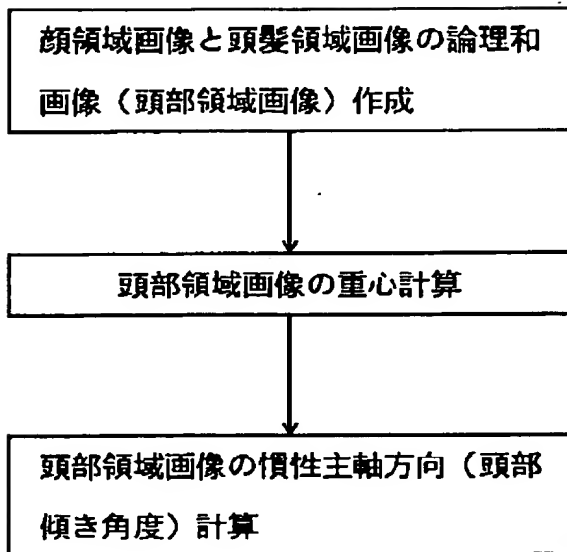 顔領域画像と頭髪領域画像の論理和
画像（頭部領域画像）作成
頭部領域画像の重心計算
頭部領域画像の慣性主軸方向（頭部
傾き角度）計算